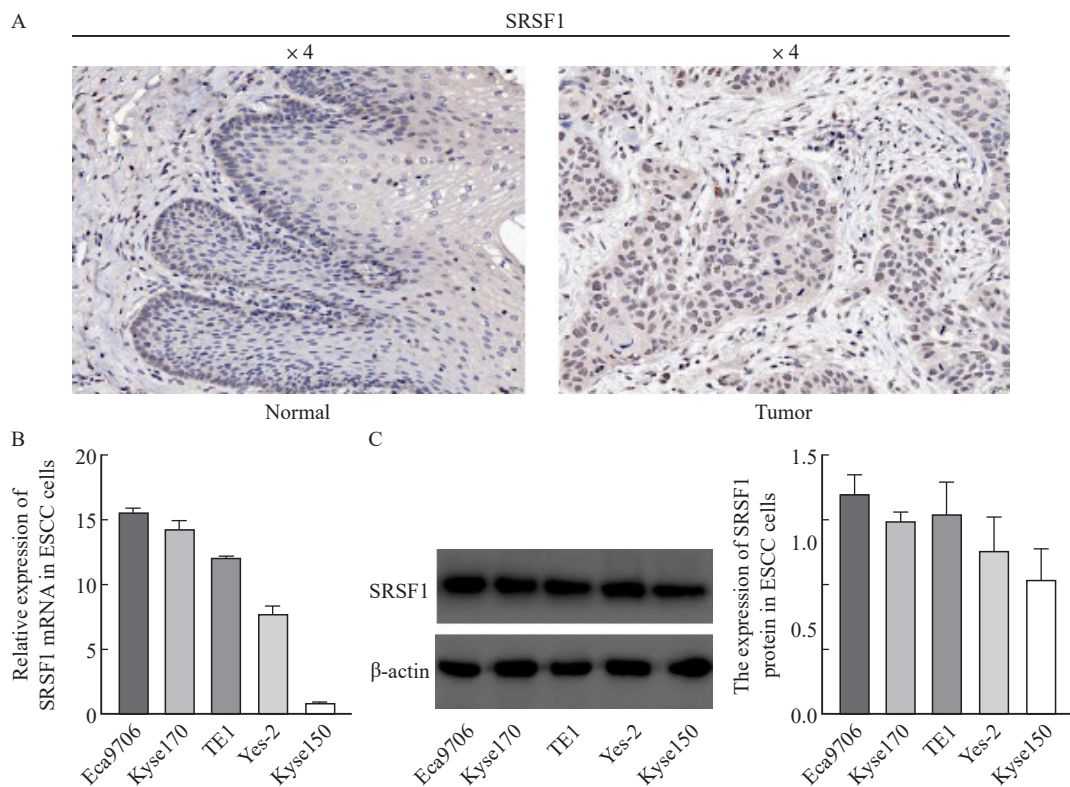 A
SRSF1
× 4
× 4
Normal
Tumor
B
Relative expression of
SRSF1 mRNA in ESCC cells
20
15
10
5
0
Eca9706
Kyse170
TE1
Yes-2
Kyse150
C
SRSF1
β-actin
Eca9706
Kyse170
TE1
Yes-2
Kyse150
The expression of SRSF1
protein in ESCC cells
1.5
1.0
0.5
0.0
Eca9706
Kyse170
TE1
Yes-2
Kyse150